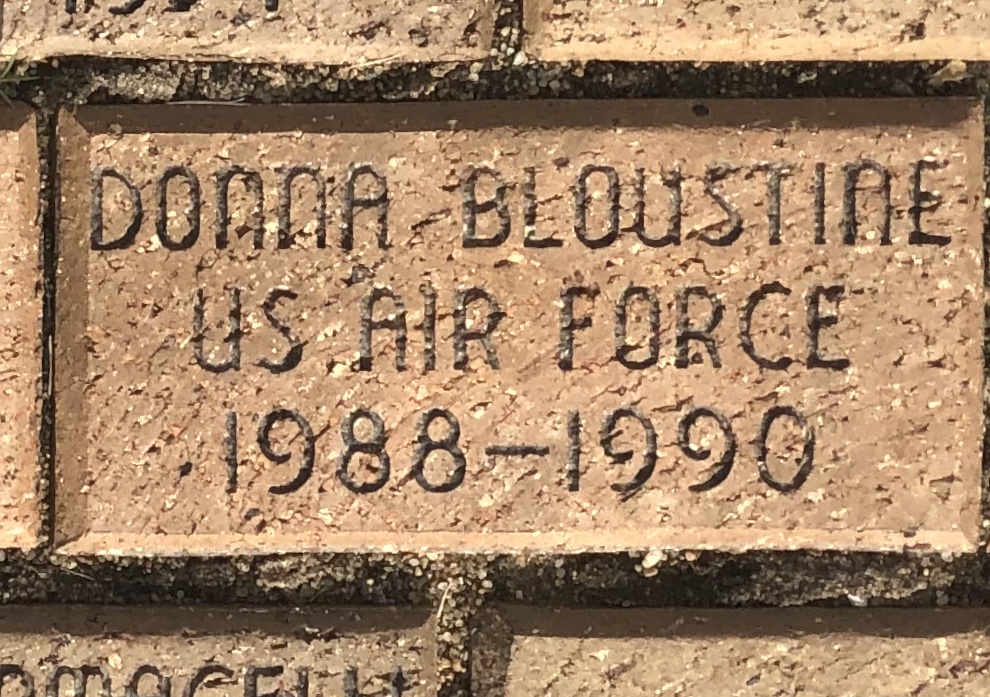 DONNA BLOUSTINE
US AIR FORCE
1988-1990